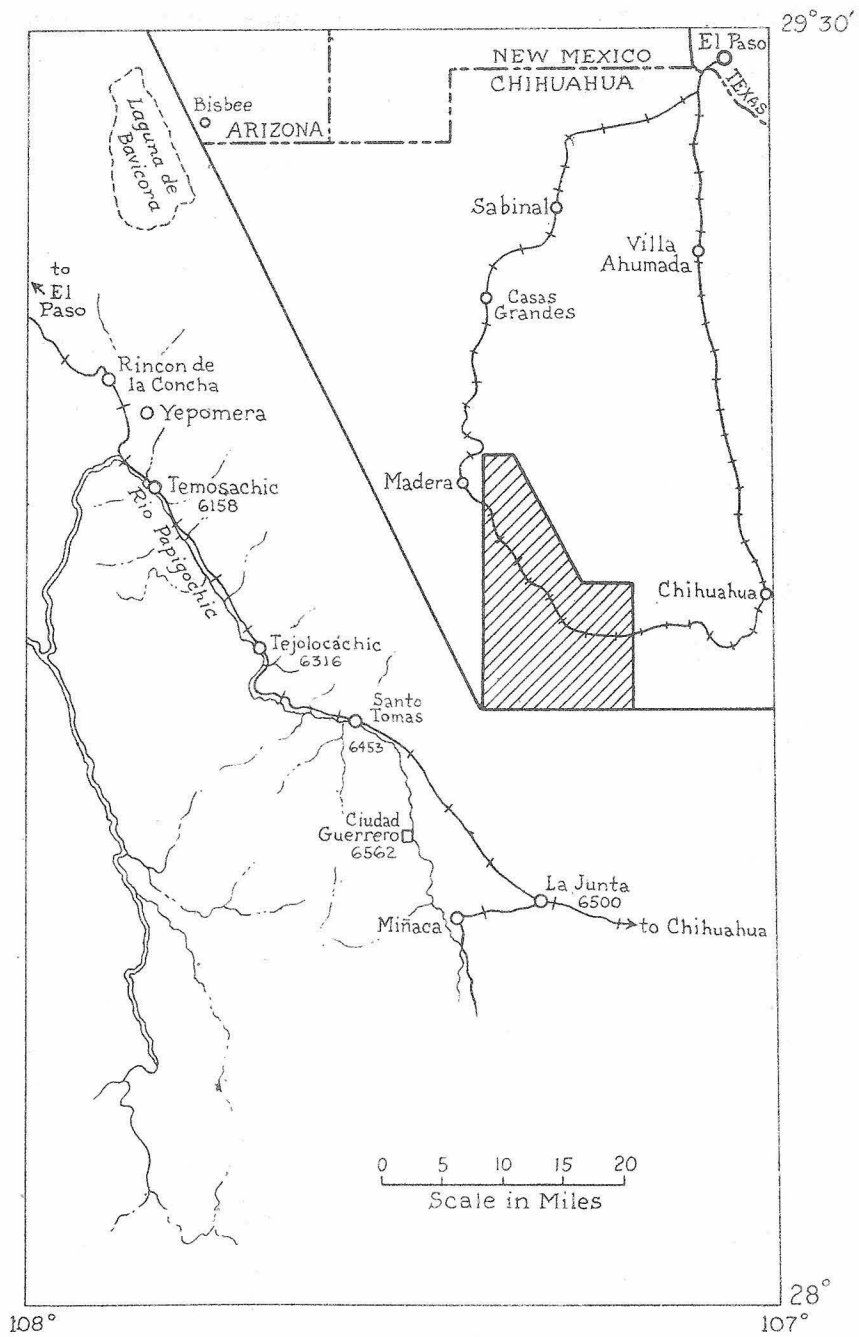 29°30'
El Paso
NEW MEXICO
CHIHUAHUA
TEXAS
Bisbee
ARIZONA
Laguna de
Bavicora
Sabinal
Villa
Ahumada
to
El
Paso
Casas
Grandes
Rincon de
la Concha
Yepomera
Madera
Temosachic
6158
Rio Papigochic
Chihuahua
Tejolocáchic
6316
Santo
Tomas
6453
Ciudad
Guerrero
6562
La Junta
6500
Miñaca
to Chihuahua
0 5 10 15 20
Scale in Miles
28°
108°
107°